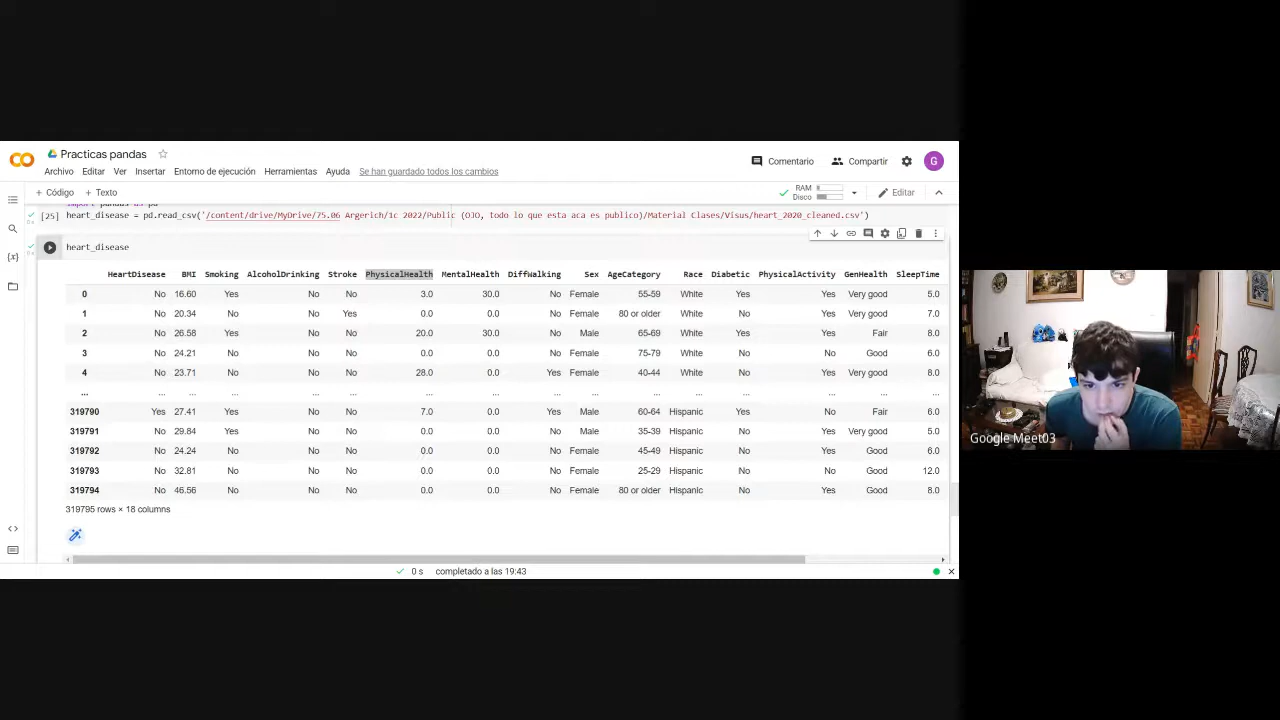 Practicas pandas
Archivo Editar Ver Insertar Entorno de ejecución Herramientas Ayuda Se han guardado todos los cambios
Comentario Compartir G
+ Código + Texto
RAM
Disco
Editar
import pandas as pd
[25] heart_disease = pd.read_csv('/content/drive/MyDrive/75.06 Argerich/1c 2022/Public (OJO, todo lo que esta aca es publico)/Material Clases/Visus/heart_2020_cleaned.csv')
heart_disease
HeartDisease BMI Smoking AlcoholDrinking Stroke PhysicalHealth MentalHealth DiffWalking Sex AgeCategory Race Diabetic PhysicalActivity GenHealth SleepTime
0 No 16.60 Yes No No 3.0 30.0 No Female 55-59 White Yes Yes Very good 5.0
1 No 20.34 No No Yes 0.0 0.0 No Female 80 or older White No Yes Very good 7.0
2 No 26.58 Yes No No 20.0 30.0 No Male 65-69 White Yes Yes Fair 8.0
3 No 24.21 No No No 0.0 0.0 No Female 75-79 White No No Good 6.0
4 No 23.71 No No No 28.0 0.0 Yes Female 40-44 White No Yes Very good 8.0
... ... ... ... ... ... ... ... ... ... ... ... ... ... ... ...
319790 Yes 27.41 Yes No No 7.0 0.0 Yes Male 60-64 Hispanic Yes No Fair 6.0
319791 No 29.84 Yes No No 0.0 0.0 No Male 35-39 Hispanic No Yes Very good 5.0
319792 No 24.24 No No No 0.0 0.0 No Female 45-49 Hispanic No Yes Good 6.0
319793 No 32.81 No No No 0.0 0.0 No Female 25-29 Hispanic No No Good 12.0
319794 No 46.56 No No No 0.0 0.0 No Female 80 or older Hispanic No Yes Good 8.0
319795 rows × 18 columns
0 s completado a las 19:43
Google Meet03